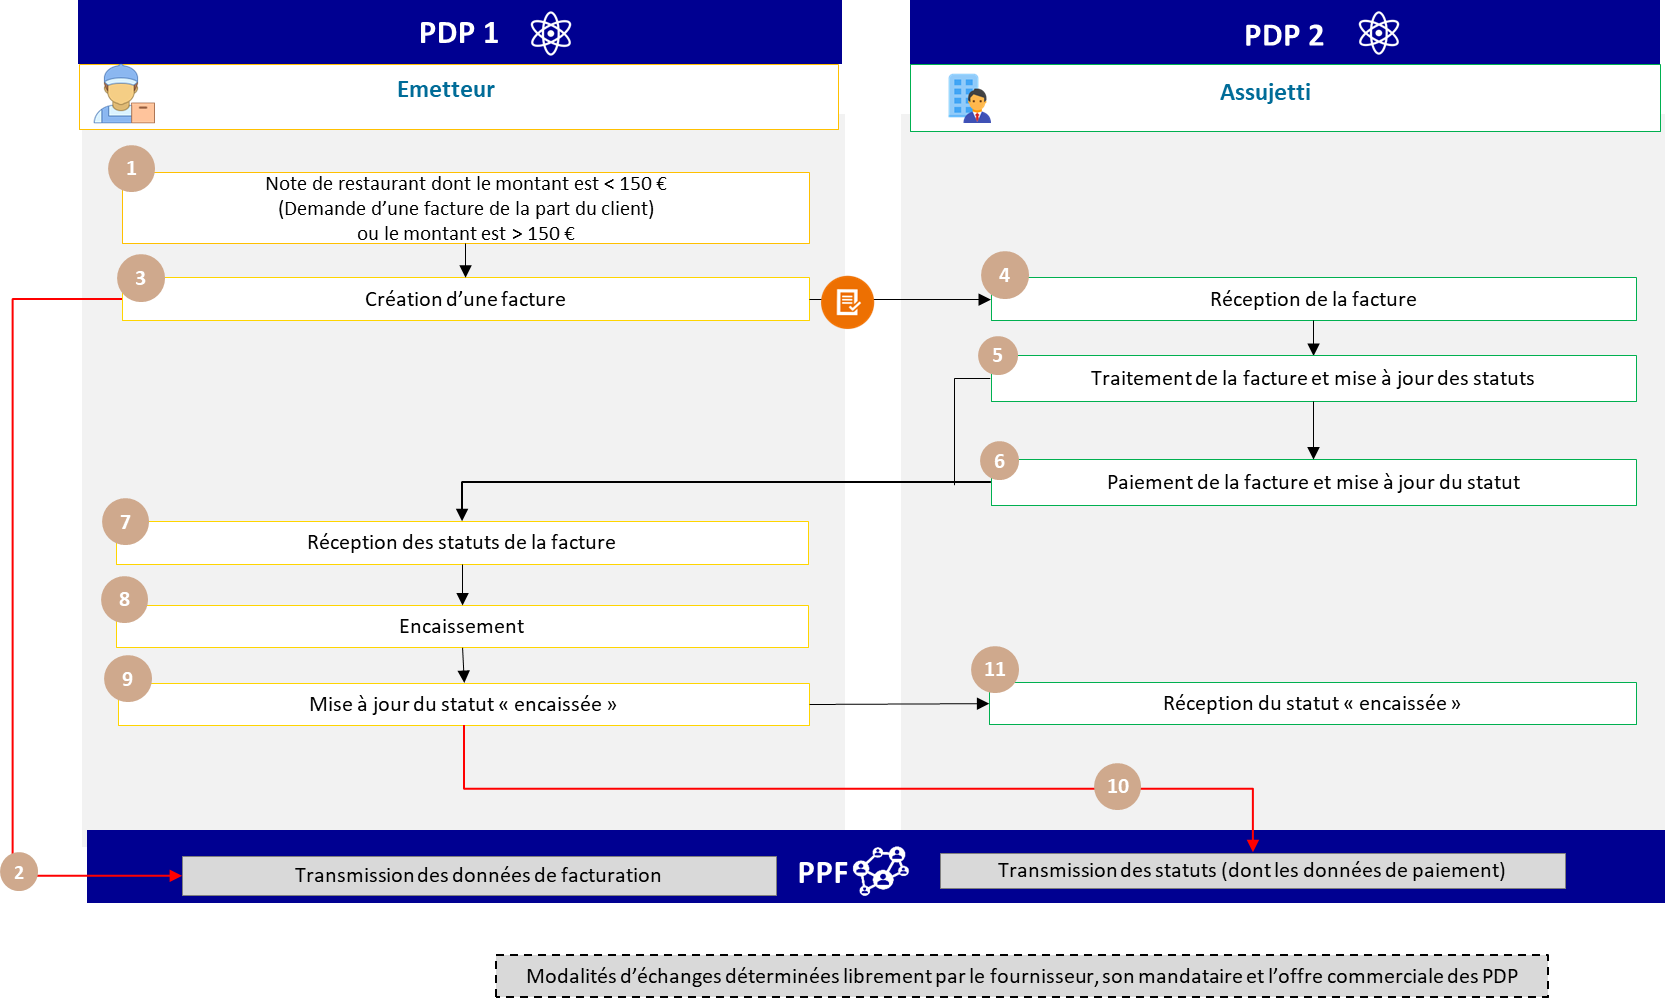 PDP 1
PDP 2
Emetteur
Assujetti
1
Note de restaurant dont le montant est < 150 €
(Demande d’une facture de la part du client)
ou le montant est > 150 €
3
Création d’une facture
4
Réception de la facture
5
Traitement de la facture et mise à jour des statuts
6
Paiement de la facture et mise à jour du statut
7
Réception des statuts de la facture
8
Encaissement
9
Mise à jour du statut « encaissée »
11
Réception du statut « encaissée »
10
2
Transmission des données de facturation
PPF
Transmission des statuts (dont les données de paiement)
Modalités d’échanges déterminées librement par le fournisseur, son mandataire et l’offre commerciale des PDP